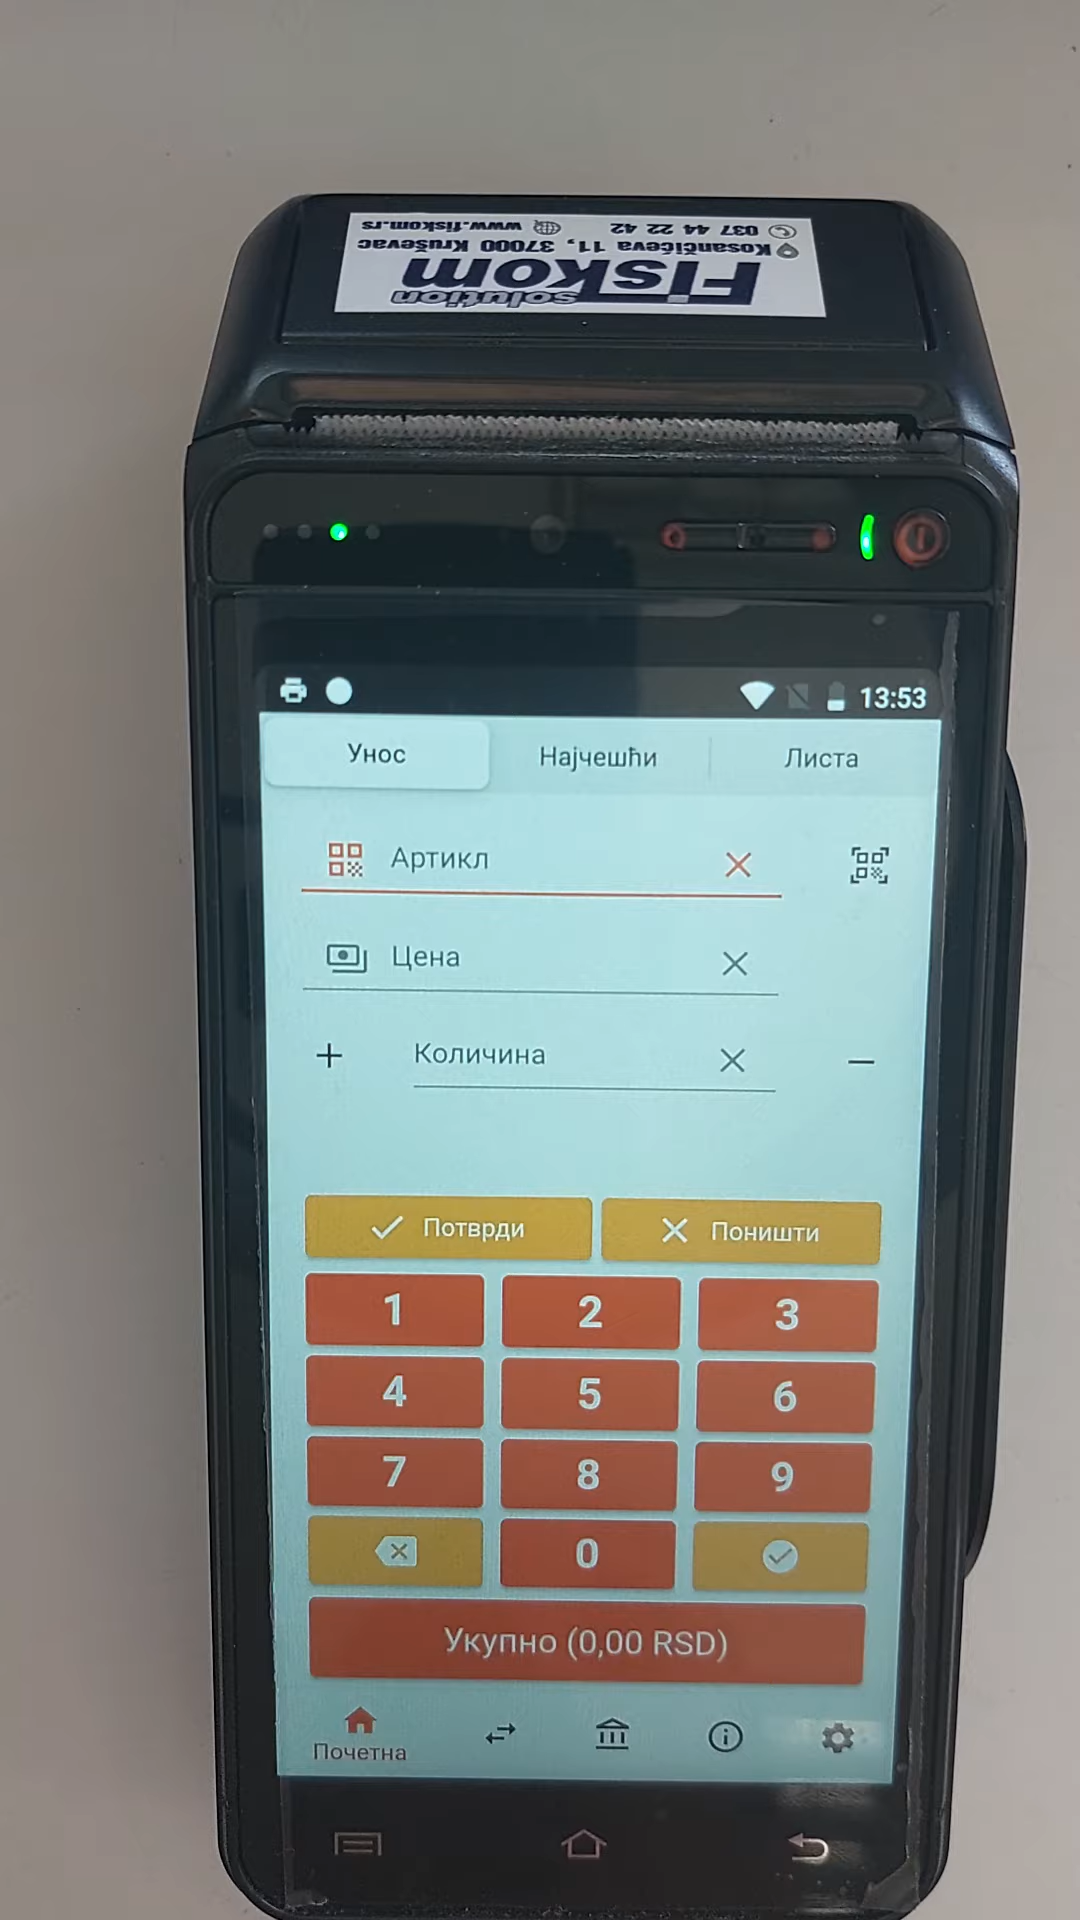 Fiskom
solution
Kosančićeva 11, 37000 Kruševac
037 44 22 42 www.fiskom.rs
13:53
Унос Најчешћи Листа
Артикл
Цена
Количина
Потврди Поништи
1 2 3
4 5 6
7 8 9
0
Укупно (0,00 RSD)
Почетна